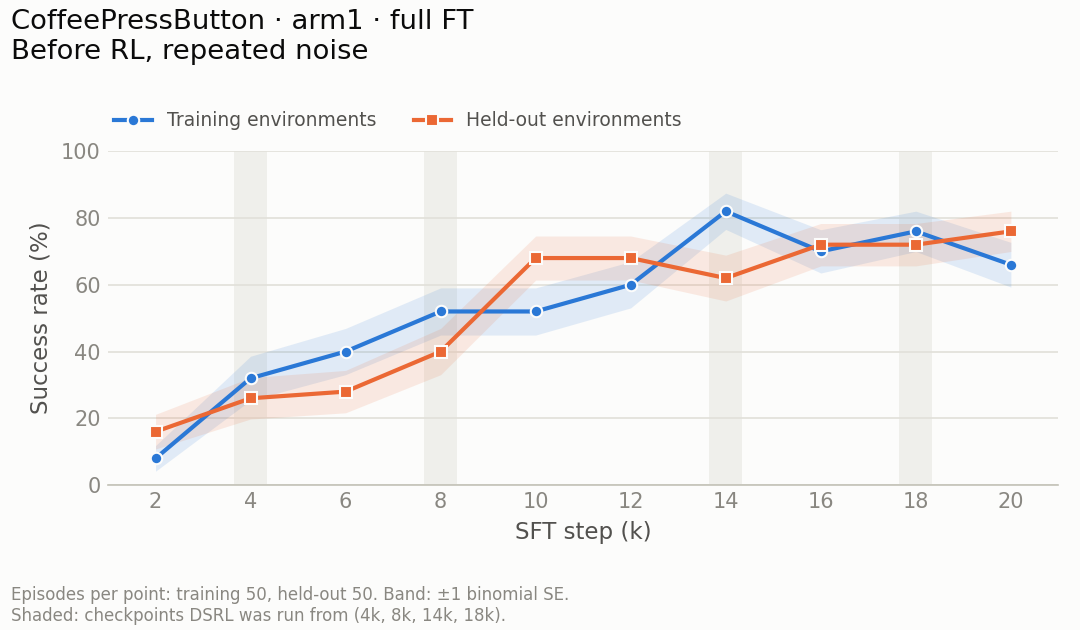 CoffeePressButton · arm1 · full FT
Before RL, repeated noise
Training environments
Held-out environments
100
80
60
40
20
0
Success rate (%)
2 4 6 8 10 12 14 16 18 20
SFT step (k)
Episodes per point: training 50, held-out 50. Band: ±1 binomial SE.
Shaded: checkpoints DSRL was run from (4k, 8k, 14k, 18k).